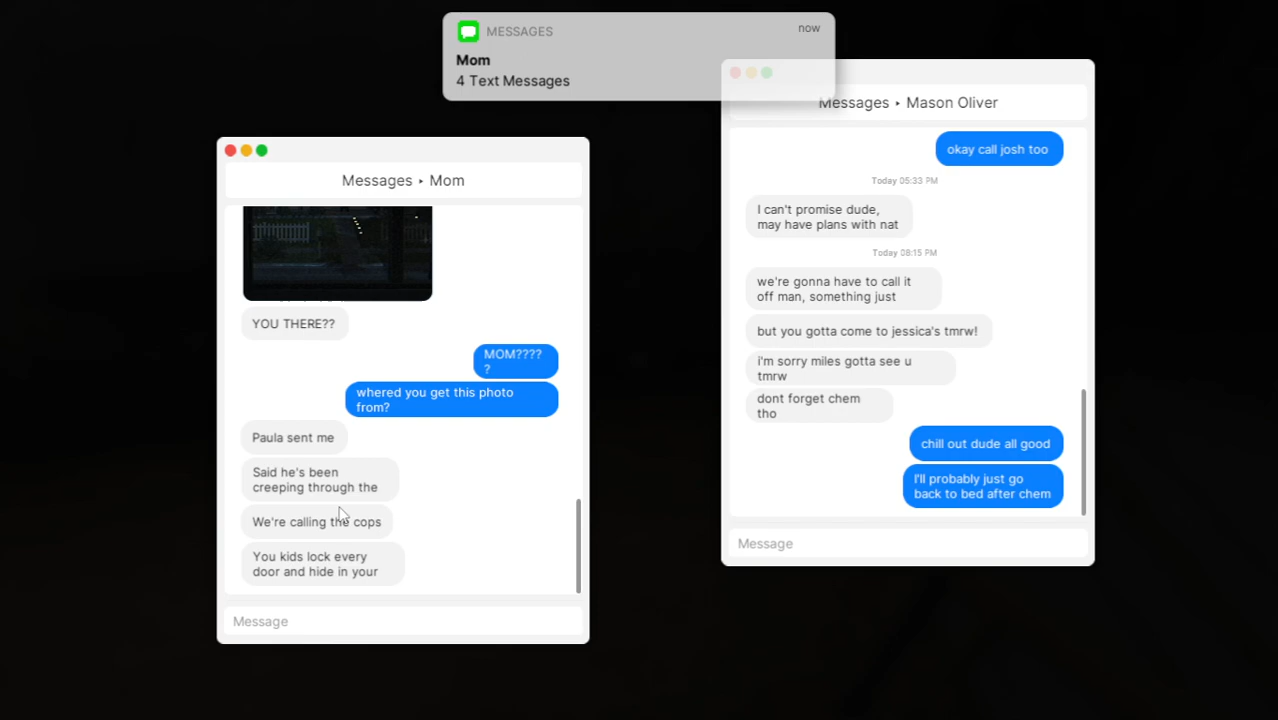 MESSAGES
now
Mom
4 Text Messages
Messages ‣ Mom
YOU THERE??
MOM????
?
whered you get this photo
from?
Paula sent me
Said he's been
creeping through the
We're calling the cops
You kids lock every
door and hide in your
Message
Messages ‣ Mason Oliver
okay call josh too
Today 05:33 PM
I can't promise dude,
may have plans with nat
Today 08:15 PM
we're gonna have to call it
off man, something just
but you gotta come to jessica's tmrw!
i'm sorry miles gotta see u
tmrw
dont forget chem
tho
chill out dude all good
I'll probably just go
back to bed after chem
Message